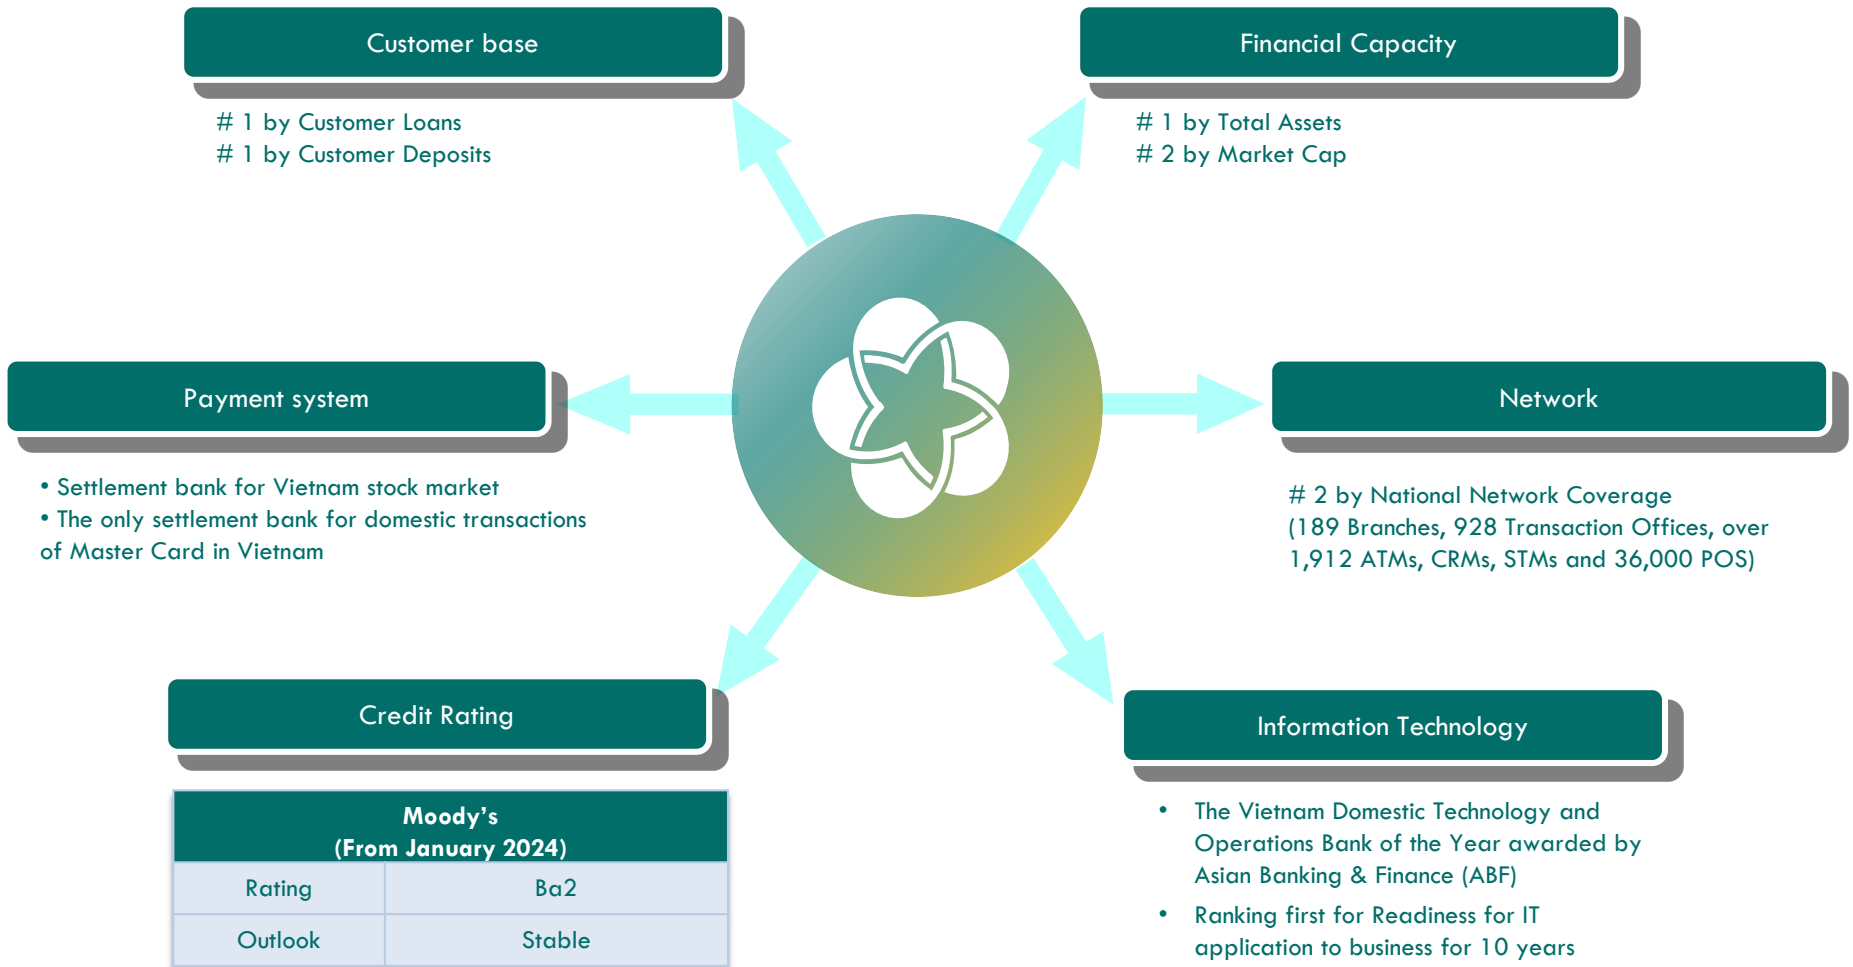 Customer base
# 1 by Customer Loans
# 1 by Customer Deposits
Financial Capacity
# 1 by Total Assets
# 2 by Market Cap
Payment system
• Settlement bank for Vietnam stock market
• The only settlement bank for domestic transactions
of Master Card in Vietnam
Network
# 2 by National Network Coverage
(189 Branches, 928 Transaction Offices, over
1,912 ATMs, CRMs, STMs and 36,000 POS)
Credit Rating
Moody’s
(From January 2024)
Rating Ba2
Outlook Stable
Information Technology
• The Vietnam Domestic Technology and
Operations Bank of the Year awarded by
Asian Banking & Finance (ABF)
• Ranking first for Readiness for IT
application to business for 10 years